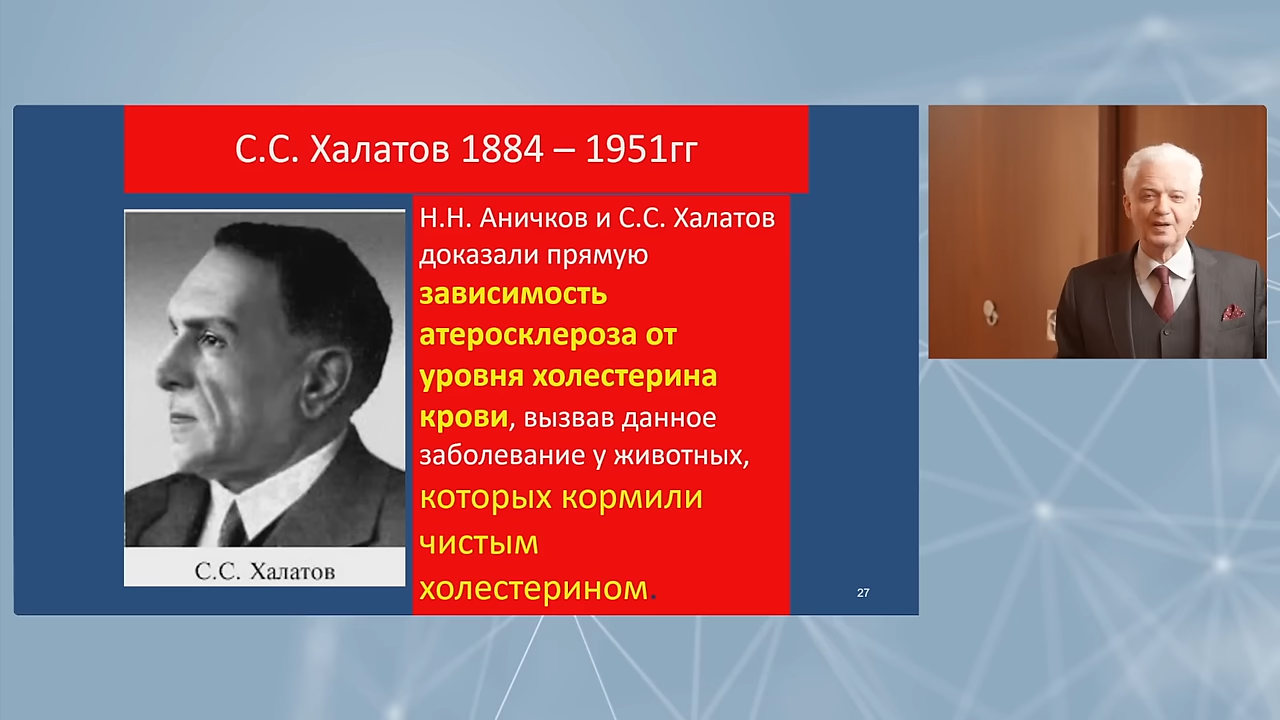 С.С. Халатов 1884 – 1951гг
Н.Н. Аничков и С.С. Халатов
доказали прямую
зависимость
атеросклероза от
уровня холестерина
крови, вызвав данное
заболевание у животных,
которых кормили
чистым
холестерином.
С.С. Халатов
27